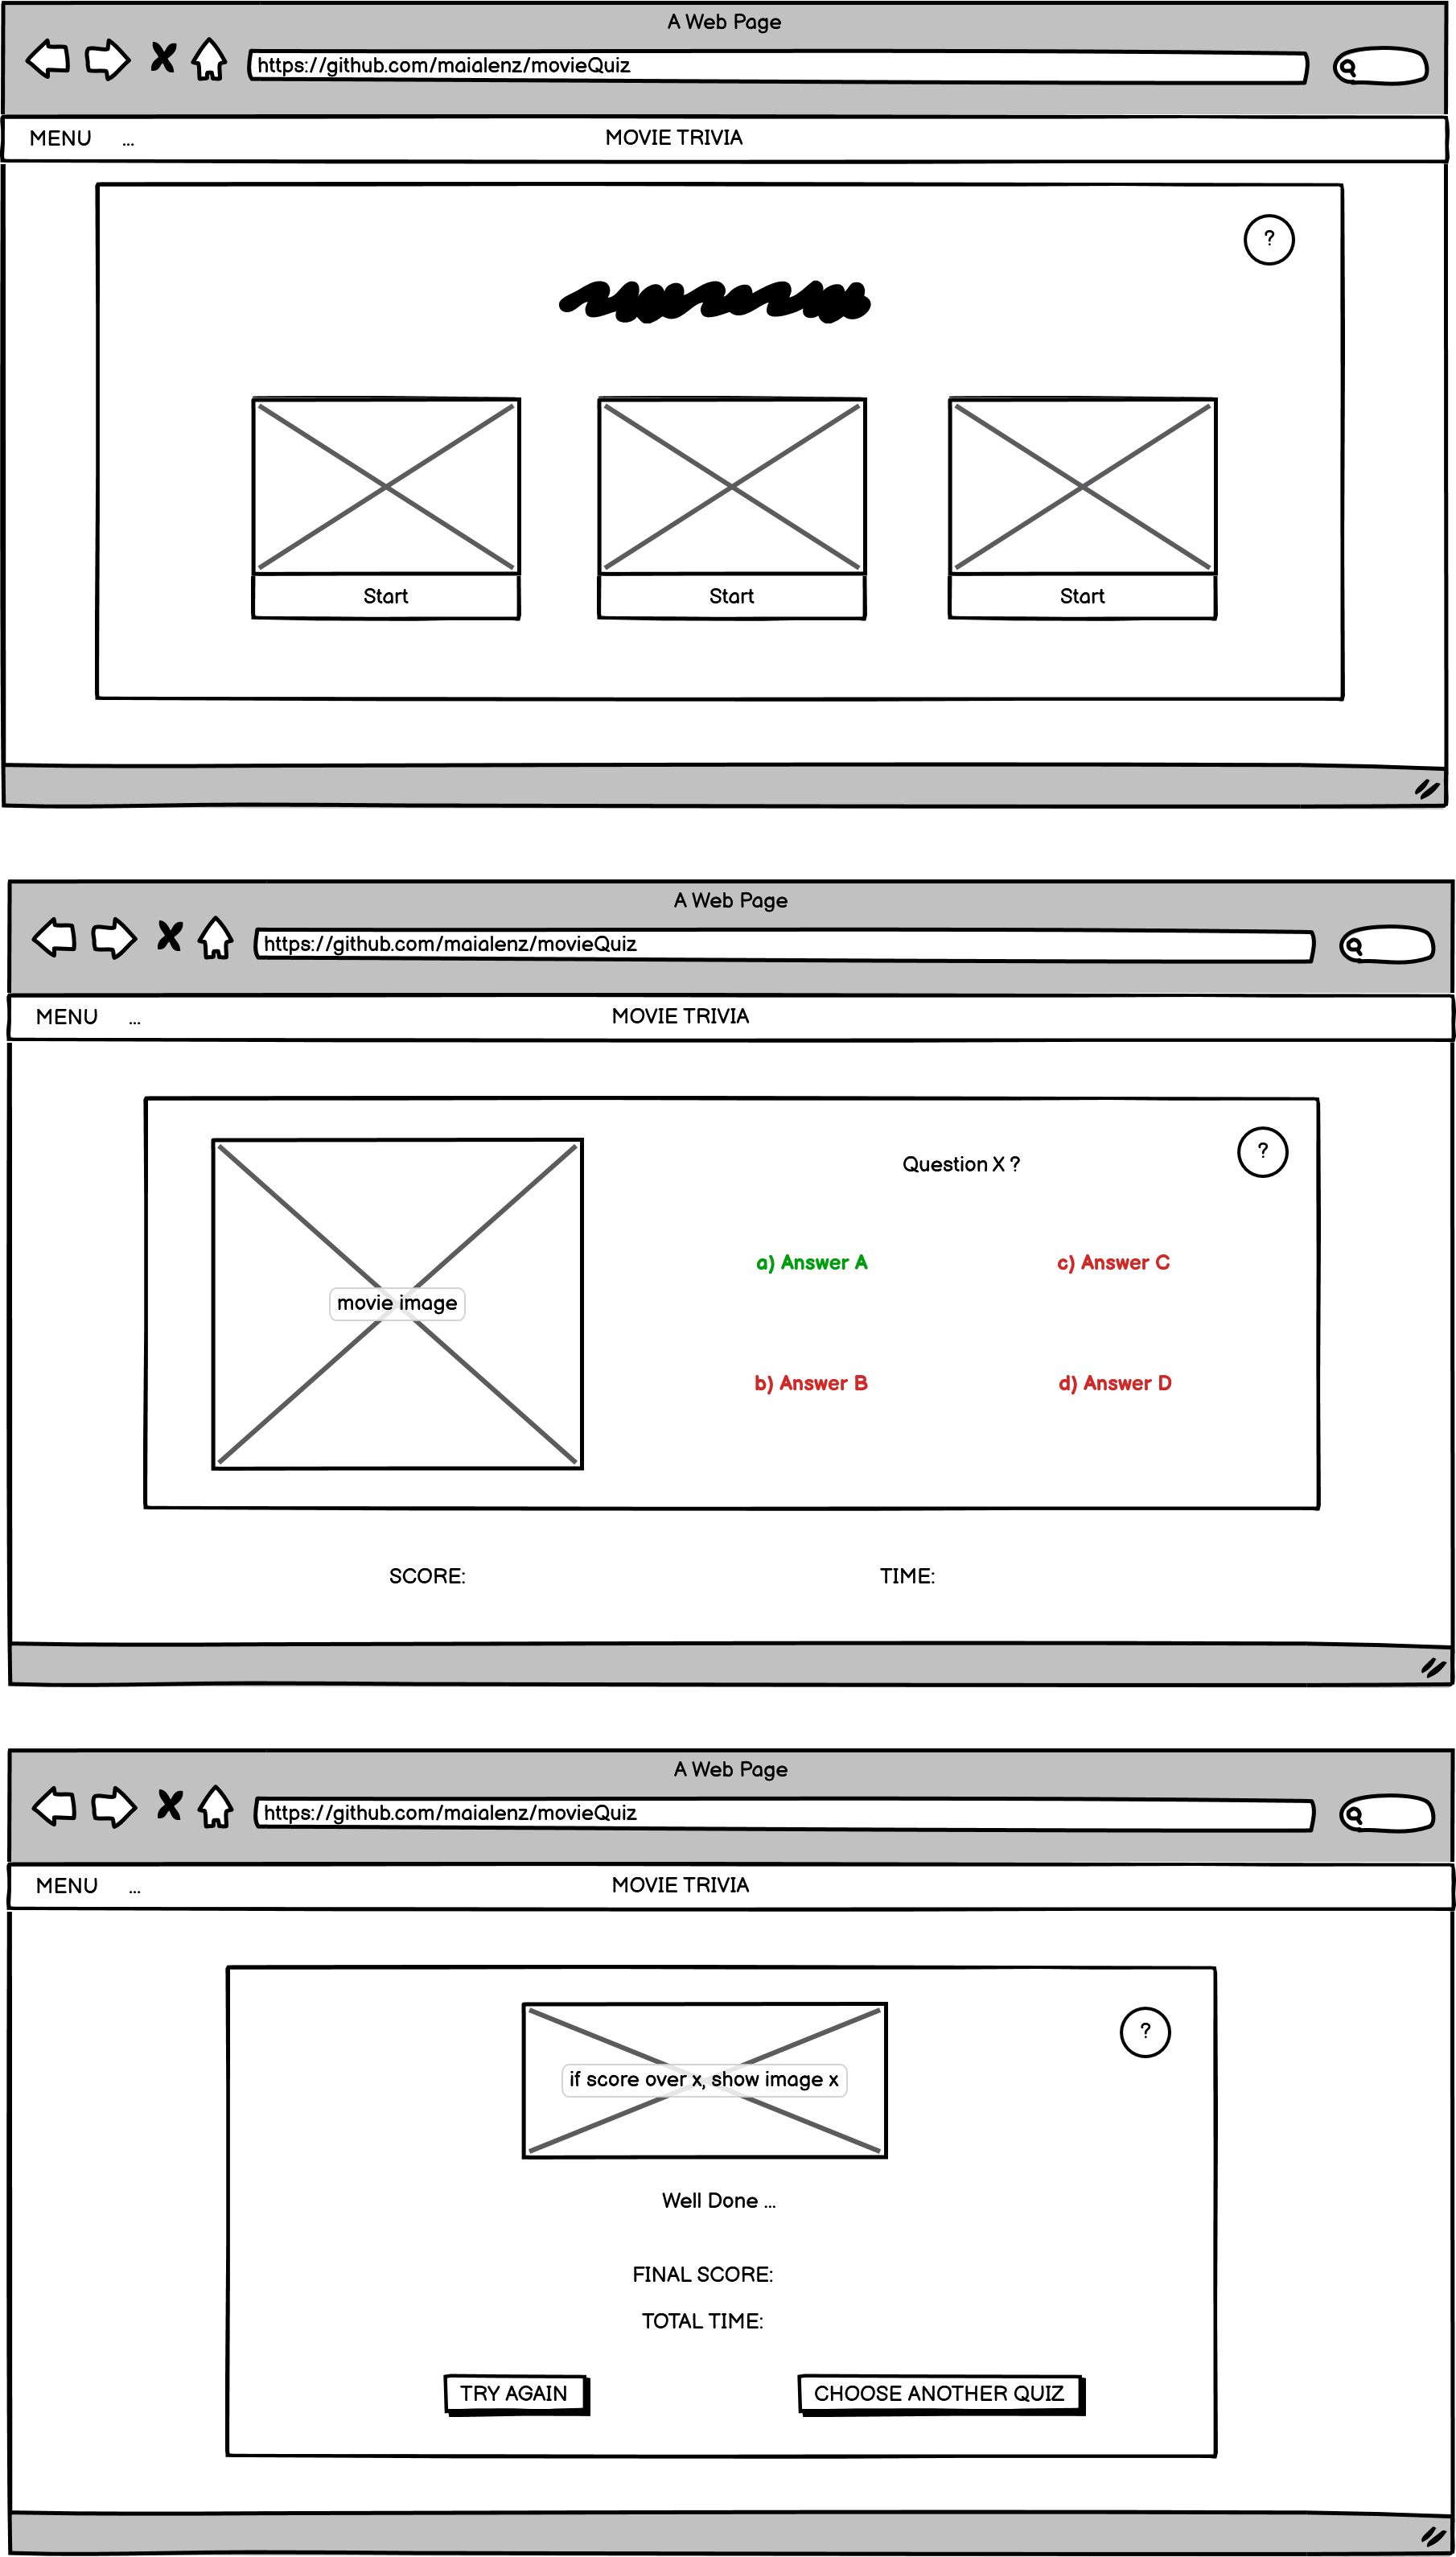 A Web Page
https://github.com/maialenz/movieQuiz
MENU ... MOVIE TRIVIA
?
Start Start Start
A Web Page
https://github.com/maialenz/movieQuiz
MENU ... MOVIE TRIVIA
?
Question X ?
a) Answer A c) Answer C
movie image
b) Answer B d) Answer D
SCORE: TIME:
A Web Page
https://github.com/maialenz/movieQuiz
MENU ... MOVIE TRIVIA
?
if score over x, show image x
Well Done ...
FINAL SCORE:
TOTAL TIME:
TRY AGAIN CHOOSE ANOTHER QUIZ